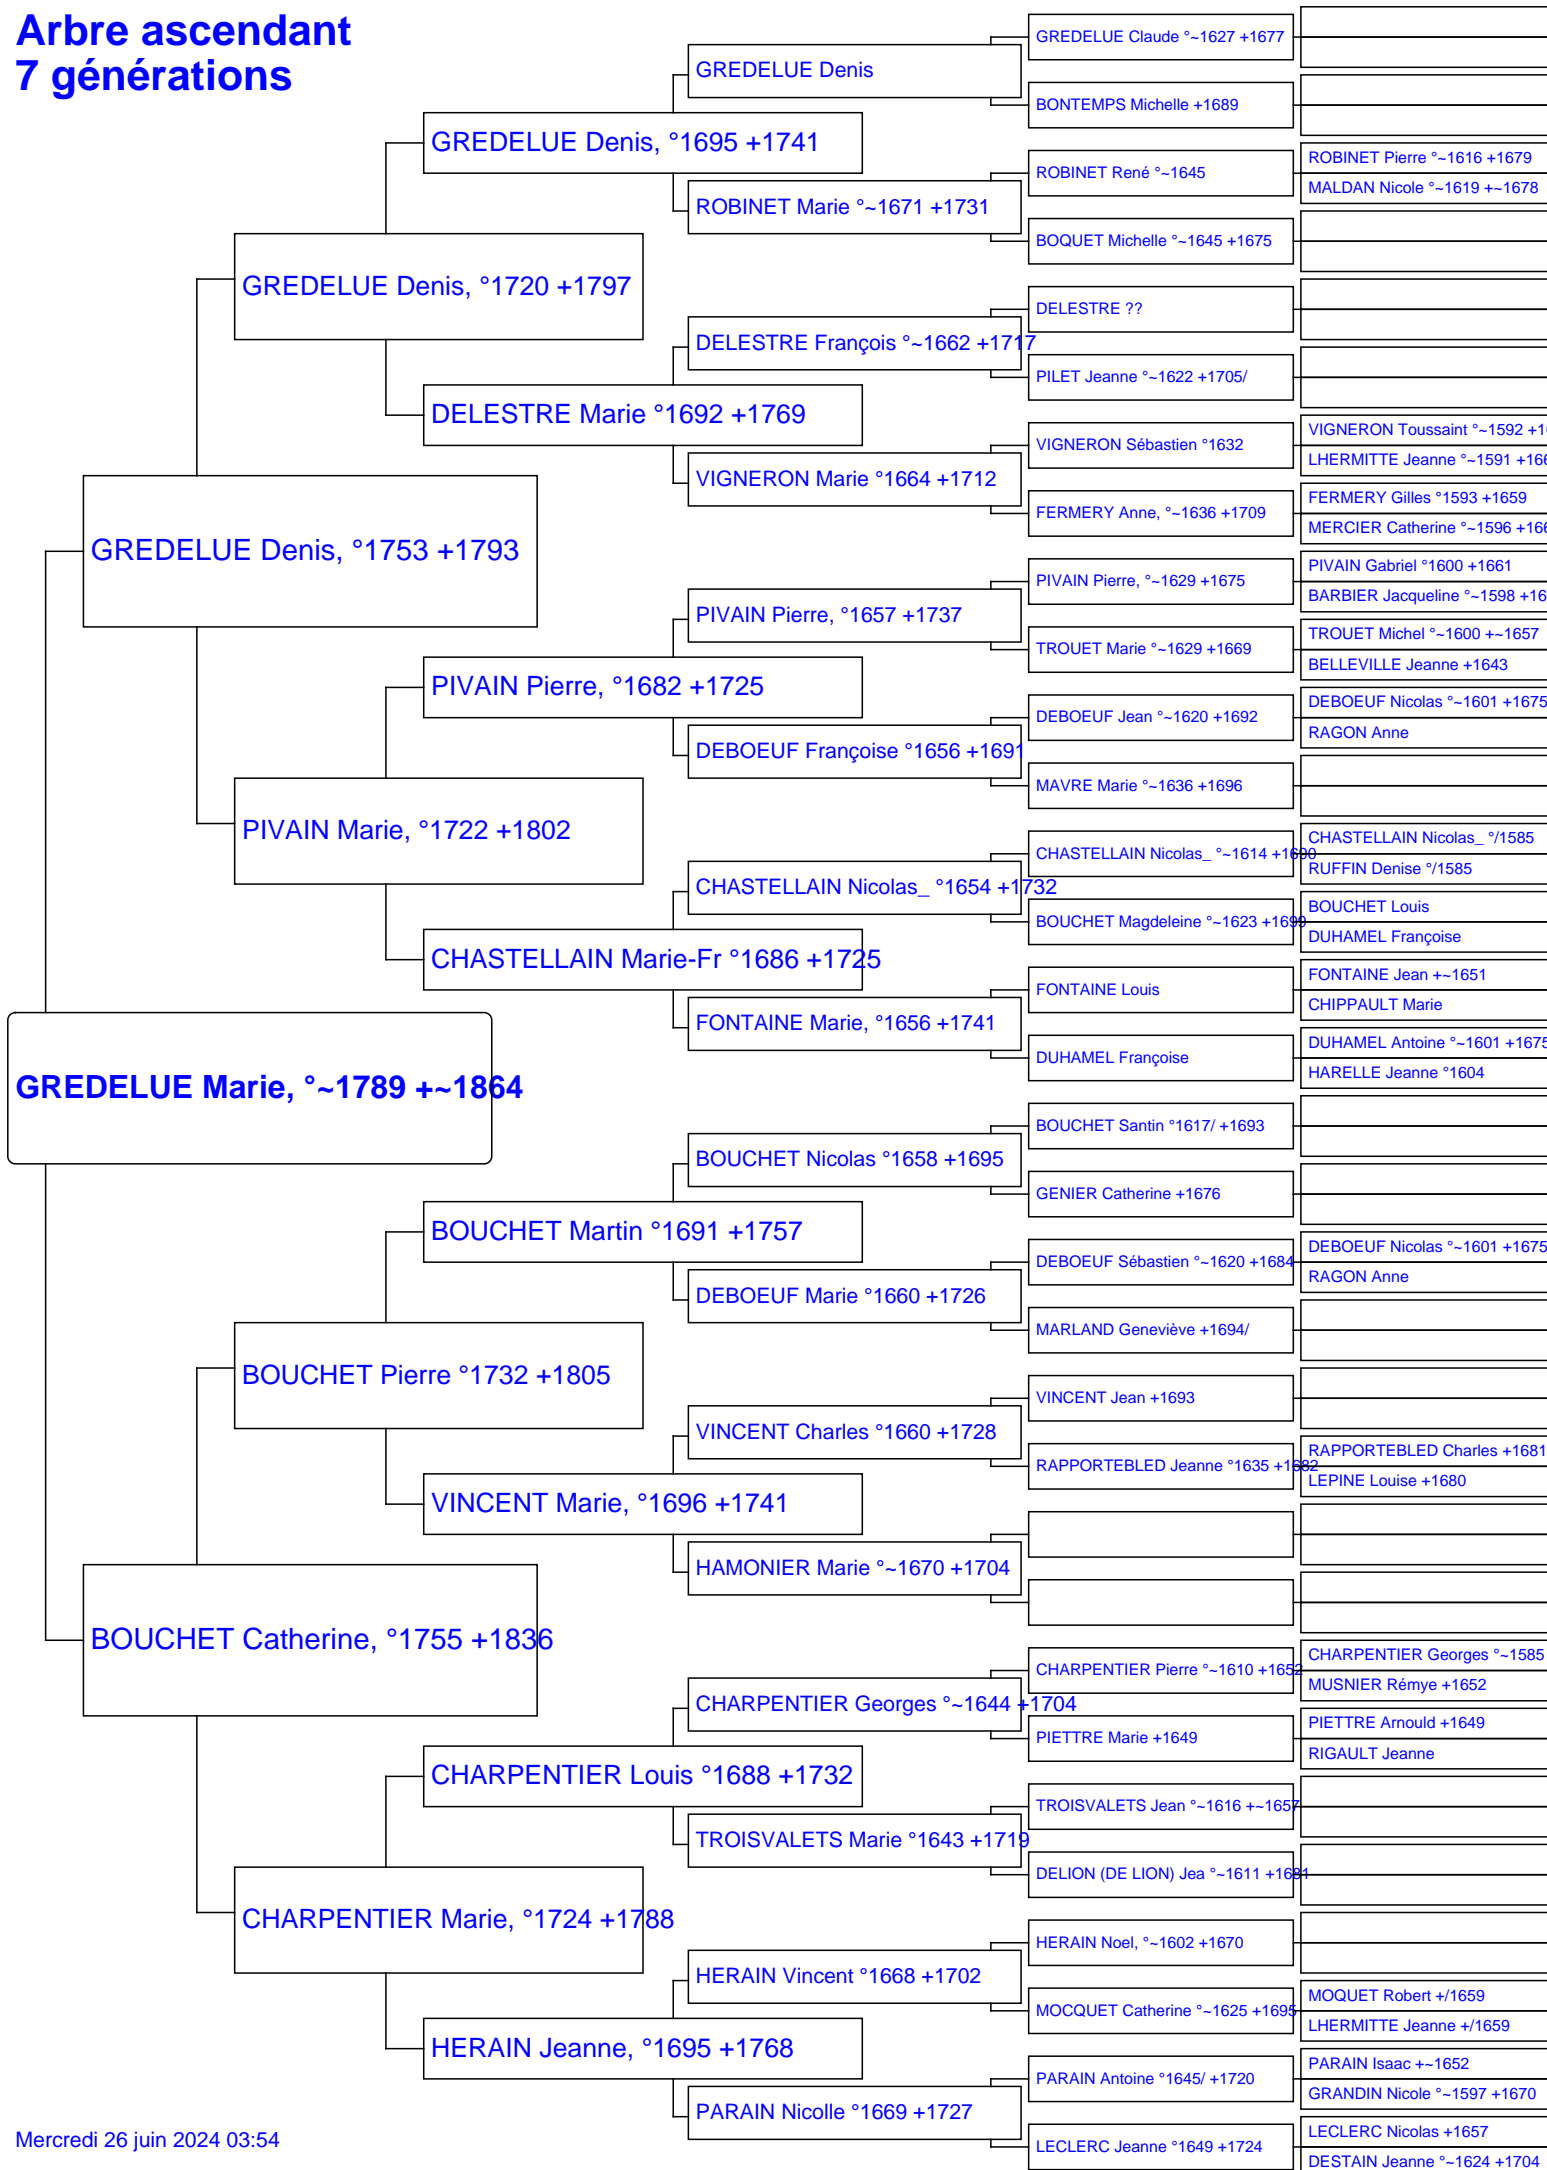 Arbre ascendant
7 générations
GREDELUE Marie, °~1789 +~1864
GREDELUE Denis, °1753 +1793
BOUCHET Catherine, °1755 +1836
GREDELUE Denis, °1720 +1797
PIVAIN Marie, °1722 +1802
BOUCHET Pierre °1732 +1805
CHARPENTIER Marie, °1724 +1788
GREDELUE Denis, °1695 +1741
DELESTRE Marie °1692 +1769
PIVAIN Pierre, °1682 +1725
CHASTELLAIN Marie-Fr °1686 +1725
BOUCHET Martin °1691 +1757
VINCENT Marie, °1696 +1741
CHARPENTIER Louis °1688 +1732
HERAIN Jeanne, °1695 +1768
GREDELUE Denis
ROBINET Marie °~1671 +1731
DELESTRE François °~1662 +1717
VIGNERON Marie °1664 +1712
PIVAIN Pierre, °1657 +1737
DEBOEUF Françoise °1656 +1691
CHASTELLAIN Nicolas_ °1654 +1732
FONTAINE Marie, °1656 +1741
BOUCHET Nicolas °1658 +1695
DEBOEUF Marie °1660 +1726
VINCENT Charles °1660 +1728
HAMONIER Marie °~1670 +1704
CHARPENTIER Georges °~1644 +1704
TROISVALETS Marie °1643 +1719
HERAIN Vincent °1668 +1702
PARAIN Nicolle °1669 +1727
GREDELUE Claude °~1627 +1677
BONTEMPS Michelle +1689
ROBINET René °~1645
BOQUET Michelle °~1645 +1675
DELESTRE ??
PILET Jeanne °~1622 +1705/
VIGNERON Sébastien °1632
FERMERY Anne, °~1636 +1709
PIVAIN Pierre, °~1629 +1675
TROUET Marie °~1629 +1669
DEBOEUF Jean °~1620 +1692
MAVRE Marie °~1636 +1696
CHASTELLAIN Nicolas_ °~1614 +1690
BOUCHET Magdeleine °~1623 +1699
FONTAINE Louis
DUHAMEL Françoise
BOUCHET Santin °1617/ +1693
GENIER Catherine +1676
DEBOEUF Sébastien °~1620 +1684
MARLAND Geneviève +1694/
VINCENT Jean +1693
RAPPORTEBLED Jeanne °1635 +1682
CHARPENTIER Pierre °~1610 +1652
PIETTRE Marie +1649
TROISVALETS Jean °~1616 +~1657
DELION (DE LION) Jea °~1611 +1681
HERAIN Noel, °~1602 +1670
MOCQUET Catherine °~1625 +1695
PARAIN Antoine °1645/ +1720
LECLERC Jeanne °1649 +1724
ROBINET Pierre °~1616 +1679
MALDAN Nicole °~1619 +~1678
VIGNERON Toussaint °~1592
LHERMITTE Jeanne °~1591
FERMERY Gilles °1593 +1659
MERCIER Catherine °~1596
PIVAIN Gabriel °1600 +1661
BARBIER Jacqueline °~1598
TROUET Michel °~1600 +~1657
BELLEVILLE Jeanne +1643
DEBOEUF Nicolas °~1601 +1675
RAGON Anne
CHASTELLAIN Nicolas_ °/1585
RUFFIN Denise °/1585
BOUCHET Louis
DUHAMEL Françoise
FONTAINE Jean +~1651
CHIPPAULT Marie
DUHAMEL Antoine °~1601 +1675
HARELLE Jeanne °1604
DEBOEUF Nicolas °~1601 +1675
RAGON Anne
RAPPORTEBLED Charles +1681
LEPINE Louise +1680
CHARPENTIER Georges °~1585
MUSNIER Rémye +1652
PIETTRE Arnould +1649
RIGAULT Jeanne
MOQUET Robert +/1659
LHERMITTE Jeanne +/1659
PARAIN Isaac +~1652
GRANDIN Nicole °~1597 +1670
LECLERC Nicolas +1657
DESTAIN Jeanne °~1624 +1704
Mercredi 26 juin 2024 03:54